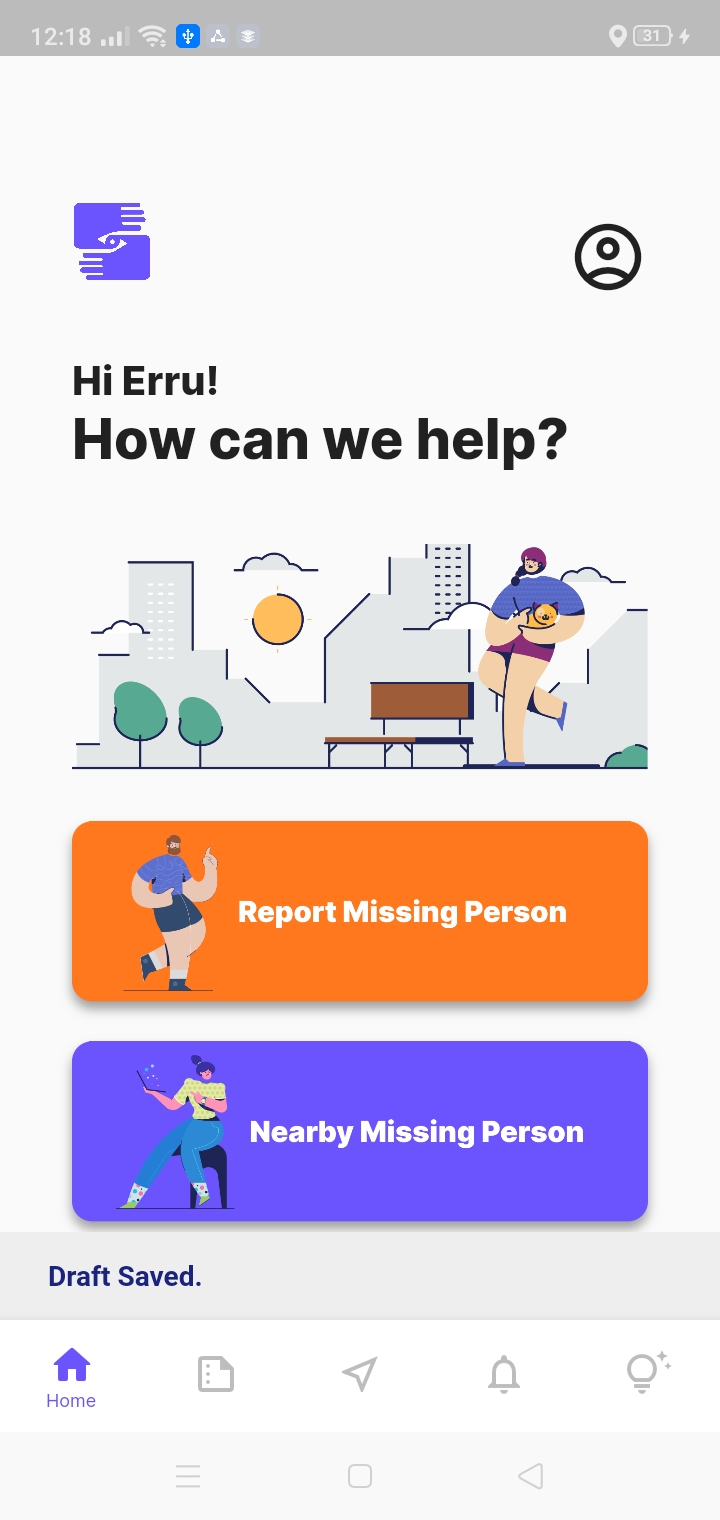 12:18
31
Hi Erru!
How can we help?
Report Missing Person
Nearby Missing Person
Draft Saved.
Home